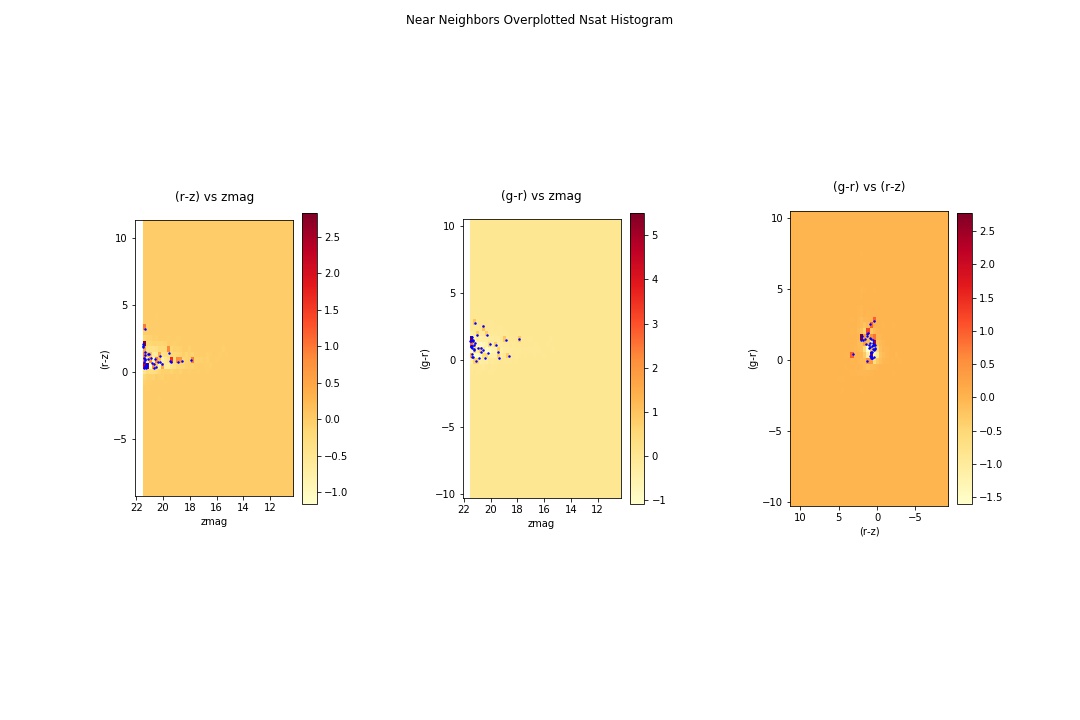 Near Neighbors Overplotted Nsat Histogram
(r-z) vs zmag
10
5
0
−5
(r-z)
22 20 18 16 14 12
zmag
2.5
2.0
1.5
1.0
0.5
0.0
−0.5
−1.0
(g-r) vs zmag
10
5
0
−5
−10
(g-r)
22 20 18 16 14 12
zmag
5
4
3
2
1
0
−1
(g-r) vs (r-z)
10
5
0
−5
−10
(g-r)
10 5 0 −5
(r-z)
2.5
2.0
1.5
1.0
0.5
0.0
−0.5
−1.0
−1.5